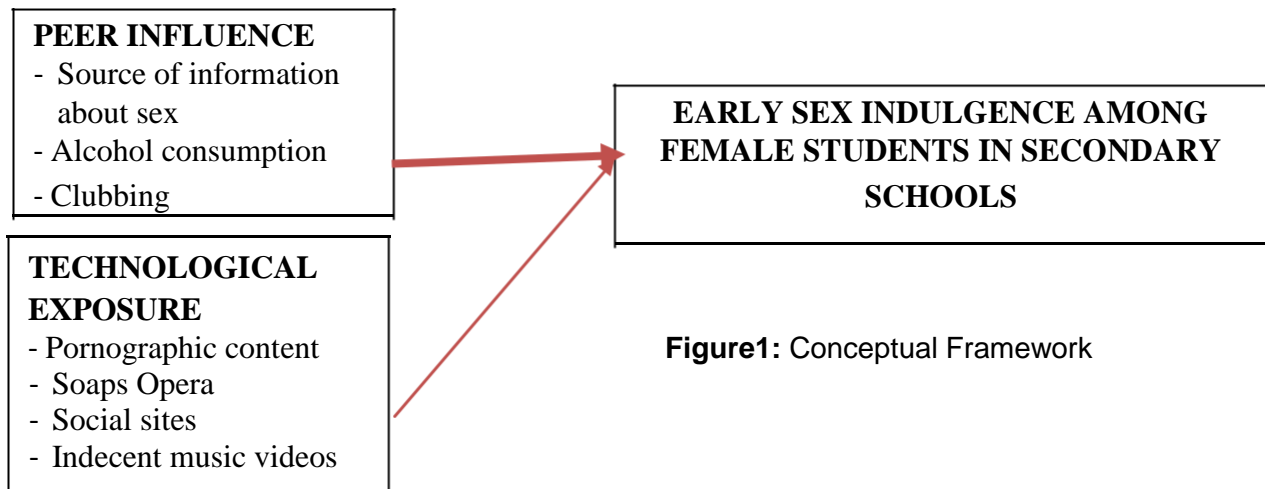 PEER INFLUENCE
- Source of information
about sex
- Alcohol consumption
- Clubbing
EARLY SEX INDULGENCE AMONG
FEMALE STUDENTS IN SECONDARY
SCHOOLS
TECHNOLOGICAL
EXPOSURE
- Pornographic content
- Soaps Opera
- Social sites
- Indecent music videos
Figure1: Conceptual Framework